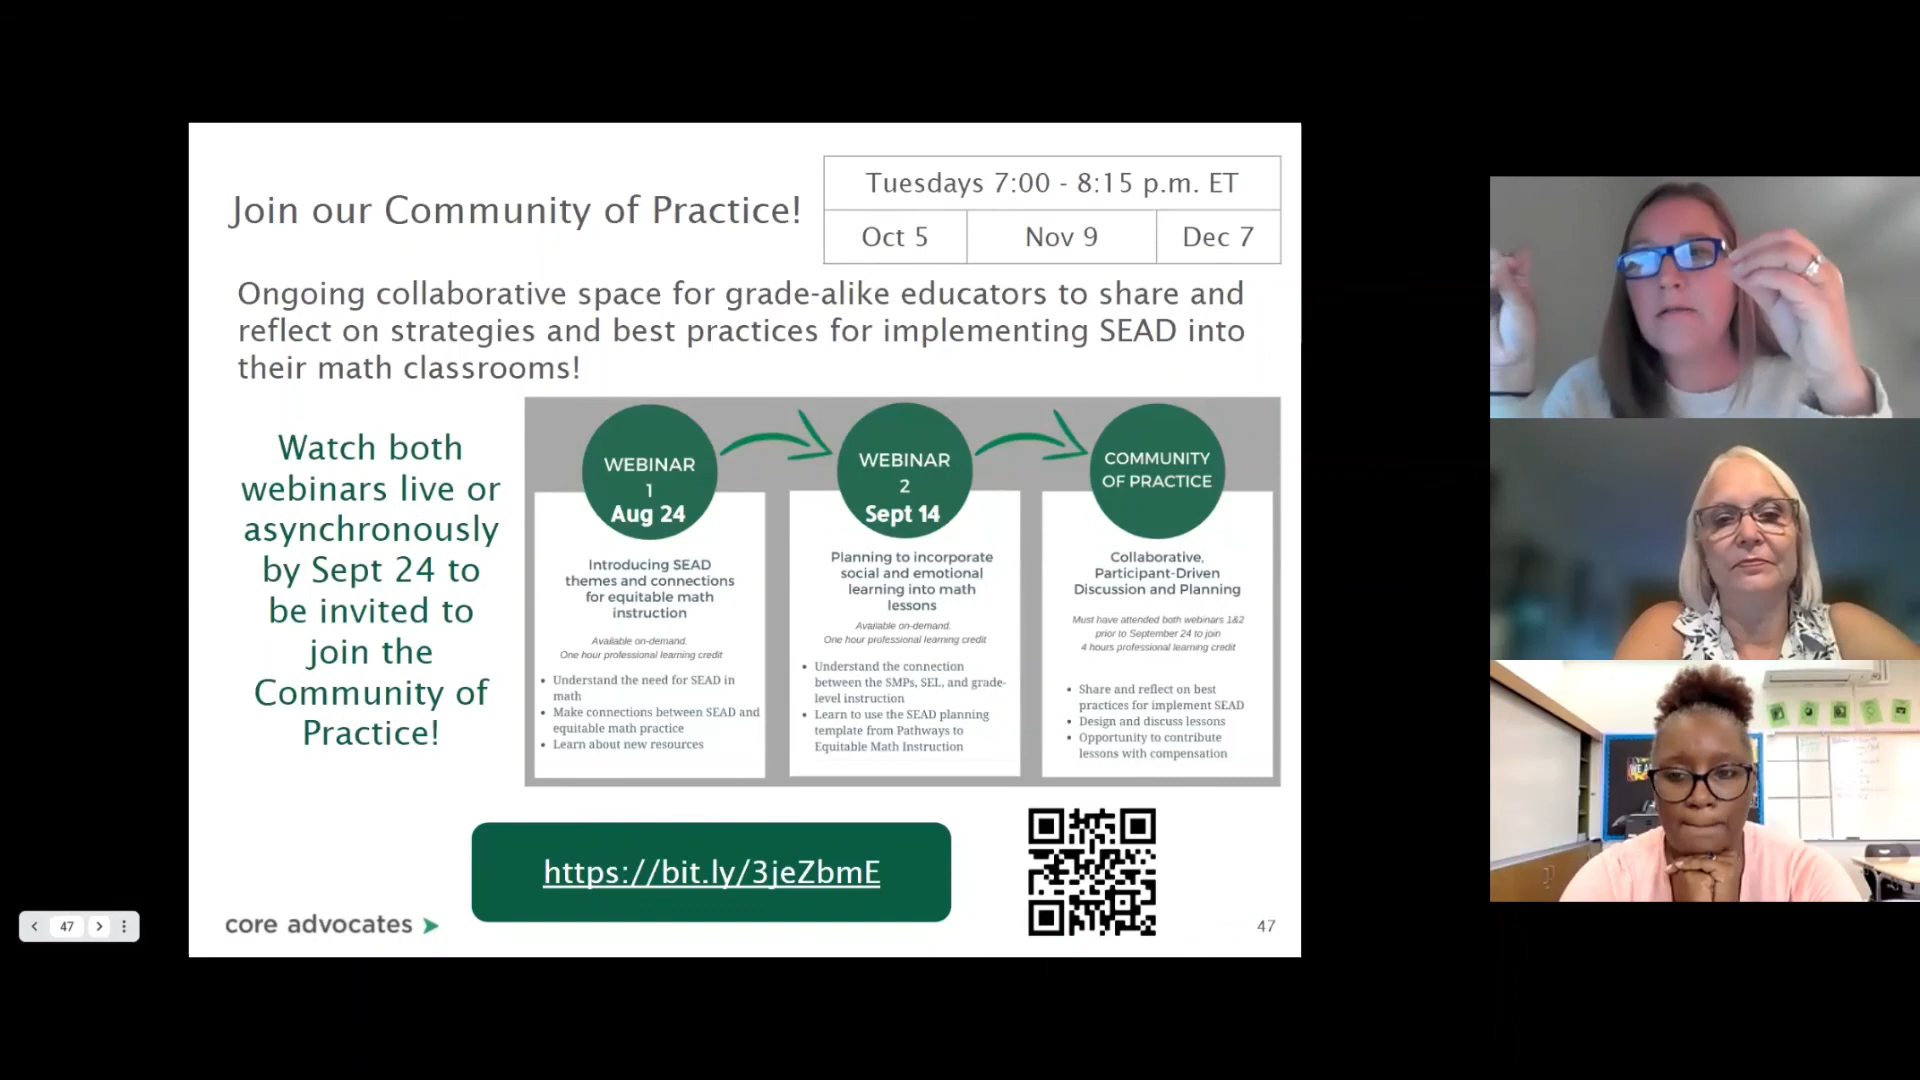 Join our Community of Practice!
Tuesdays 7:00 - 8:15 p.m. ET
Oct 5
Nov 9
Dec 7
Ongoing collaborative space for grade-alike educators to share and
reflect on strategies and best practices for implementing SEAD into
their math classrooms!
Watch both
webinars live or
asynchronously
by Sept 24 to
be invited to
join the
Community of
Practice!
WEBINAR
1
Aug 24
Introducing SEAD
themes and connections
for equitable math
instruction
Available on-demand.
One hour professional learning credit
• Understand the need for SEAD in
math
• Make connections between SEAD and
equitable math practice
• Learn about new resources
WEBINAR
2
Sept 14
Planning to incorporate
social and emotional
learning into math
lessons
Available on-demand.
One hour professional learning credit
• Understand the connection
between the SMPs, SEL, and grade-
level instruction
• Learn to use the SEAD planning
template from Pathways to
Equitable Math Instruction
COMMUNITY
OF PRACTICE
Collaborative,
Participant-Driven
Discussion and Planning
Must have attended both webinars 1&2
prior to September 24 to join
4 hours professional learning credit
• Share and reflect on best
practices for implement SEAD
• Design and discuss lessons
• Opportunity to contribute
lessons with compensation
https://bit.ly/3jeZbmE
core advocates
47
47